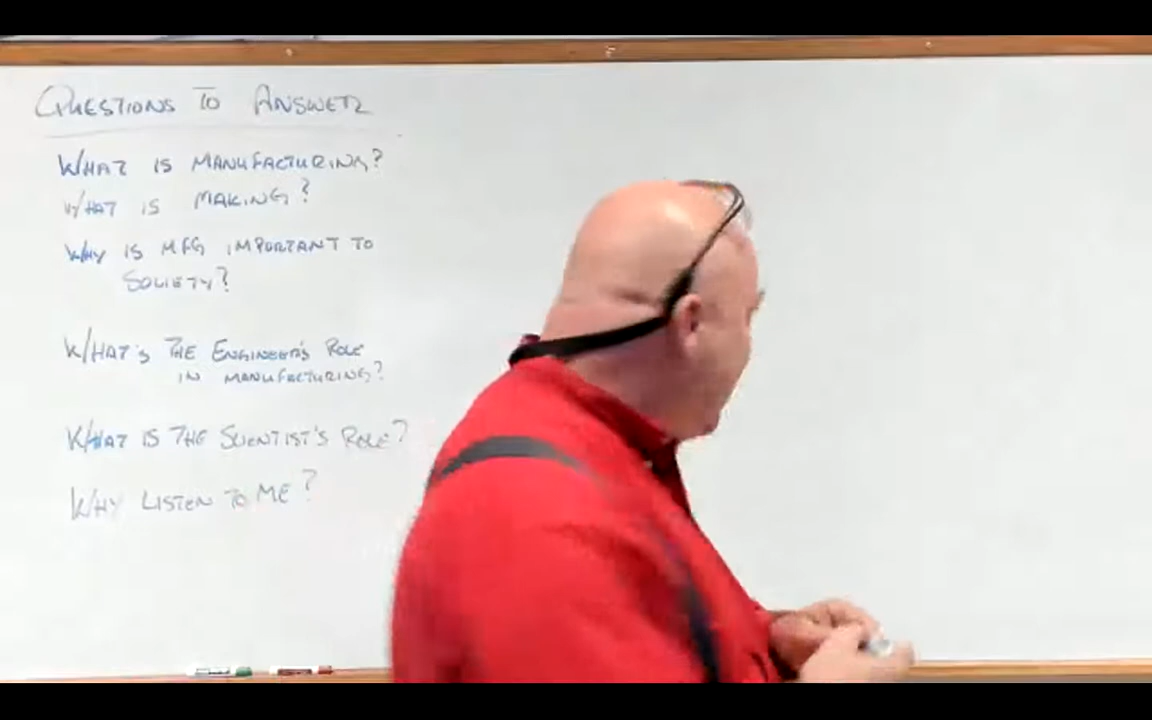 QUESTIONS TO ANSWER
WHAT IS MANUFACTURING?
WHAT IS MAKING?
WHY IS MFG IMPORTANT TO
SOCIETY?
WHAT'S THE ENGINEER'S ROLE
IN MANUFACTURING?
WHAT IS THE SCIENTIST'S ROLE?
WHY LISTEN TO ME?